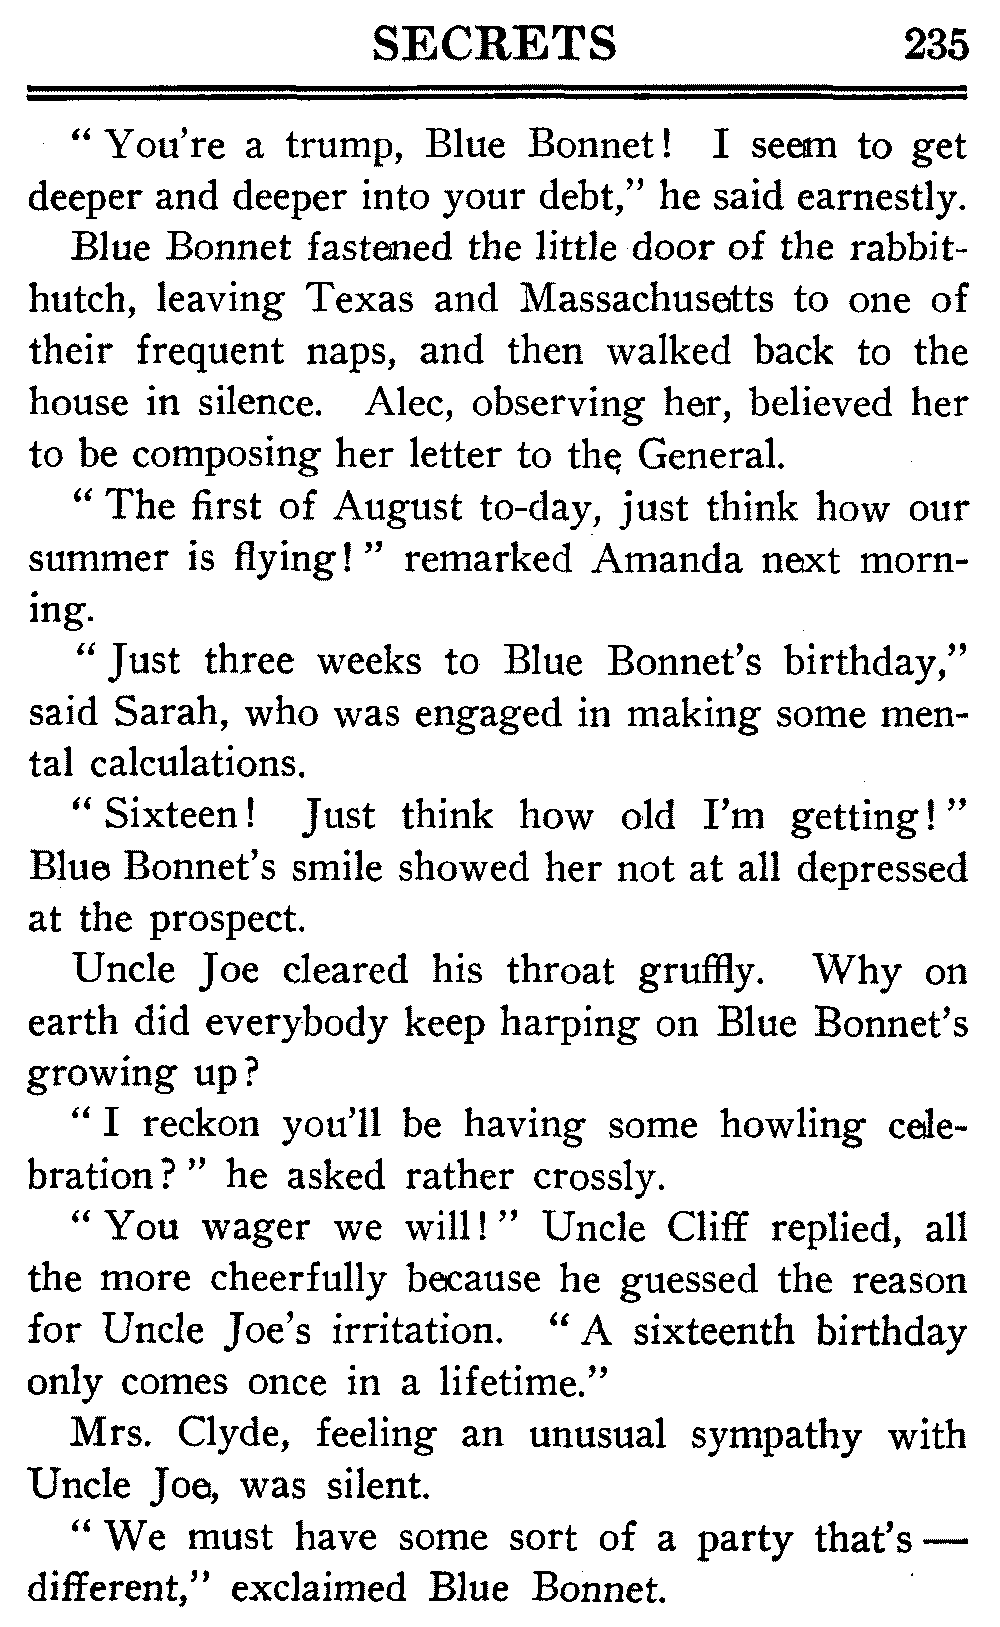 SECRETS 235
“ You're a trump, Blue Bonnet! I seem to get
deeper and deeper into your debt,” he said earnestly.
Blue Bonnet fastened the little door of the rabbit-
hutch, leaving Texas and Massachusetts to one of
their frequent naps, and then walked back to the
house in silence. Alec, observing her, believed her
to be composing her letter to the General.
“ The first of August to-day, just think how our
summer is flying! ” remarked Amanda next morn-
ing.
“ Just three weeks to Blue Bonnet's birthday,”
said Sarah, who was engaged in making some men-
tal calculations.
“ Sixteen! Just think how old I'm getting! ”
Blue Bonnet's smile showed her not at all depressed
at the prospect.
Uncle Joe cleared his throat gruffly. Why on
earth did everybody keep harping on Blue Bonnet's
growing up?
“ I reckon you'll be having some howling cele-
bration? ” he asked rather crossly.
“ You wager we will! ” Uncle Cliff replied, all
the more cheerfully because he guessed the reason
for Uncle Joe's irritation. “ A sixteenth birthday
only comes once in a lifetime.”
Mrs. Clyde, feeling an unusual sympathy with
Uncle Joe, was silent.
“ We must have some sort of a party that's —
different,” exclaimed Blue Bonnet.